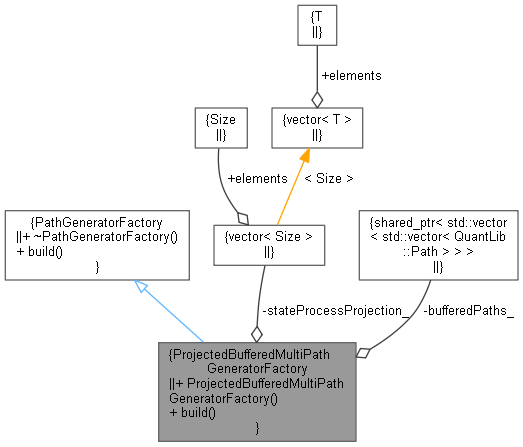 {T
||}
+elements
{Size
||}
{vector< T >
||}
+elements
< Size >
{PathGeneratorFactory
||+ ~PathGeneratorFactory()
+ build()
}
{vector< Size >
||}
{shared_ptr< std::vector
< std::vector< QuantLib
::Path > > >
||}
-stateProcessProjection_
-bufferedPaths_
{ProjectedBufferedMultiPath
GeneratorFactory
||+ ProjectedBufferedMultiPath
GeneratorFactory()
+ build()
}